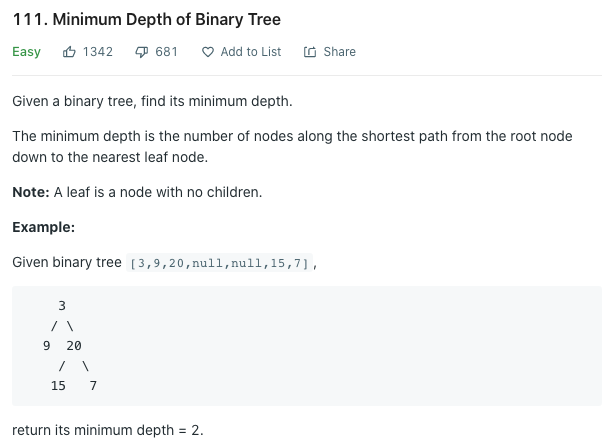 111. Minimum Depth of Binary Tree
Easy 1342 681 Add to List Share
Given a binary tree, find its minimum depth.
The minimum depth is the number of nodes along the shortest path from the root node
down to the nearest leaf node.
Note: A leaf is a node with no children.
Example:
Given binary tree [3,9,20,null,null,15,7],
3
/ \
9 20
/ \
15 7
return its minimum depth = 2.